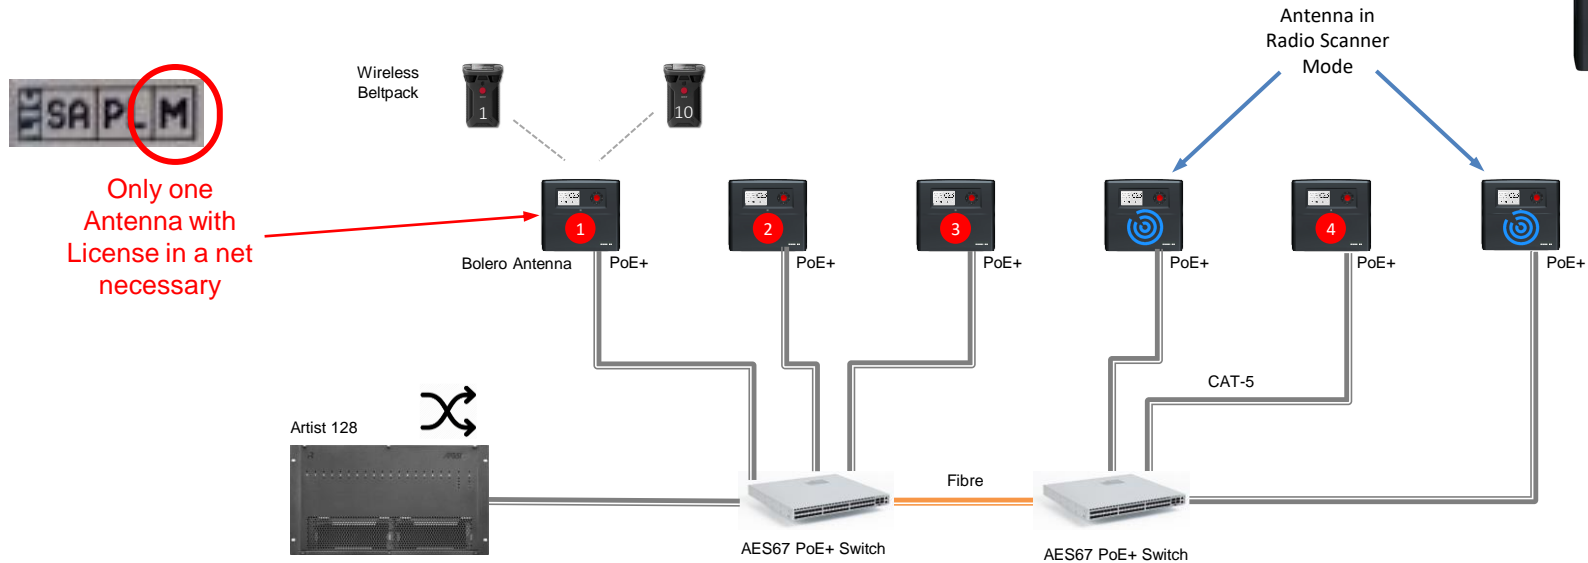 Antenna in
Radio Scanner
Mode
Wireless
Beltpack
1
10
SA PL M
Only one
Antenna with
License in a net
necessary
1
2
3
4
Bolero Antenna
PoE+
PoE+
PoE+
PoE+
PoE+
PoE+
CAT-5
Artist 128
Fibre
AES67 PoE+ Switch
AES67 PoE+ Switch